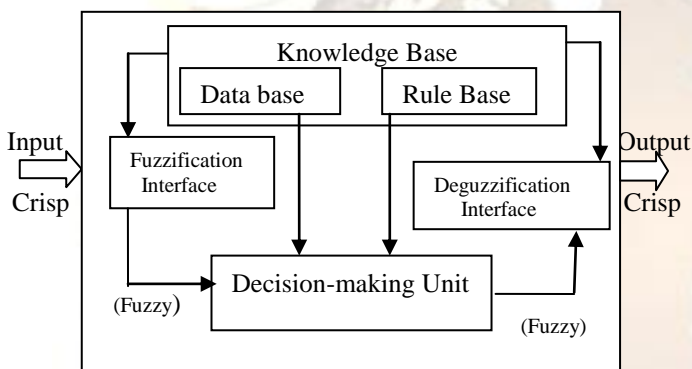 Knowledge Base
Data base
Rule Base
Input
Crisp
Fuzzification
Interface
Deguzzification
Interface
Output
Crisp
Decision-making Unit
(Fuzzy)
(Fuzzy)